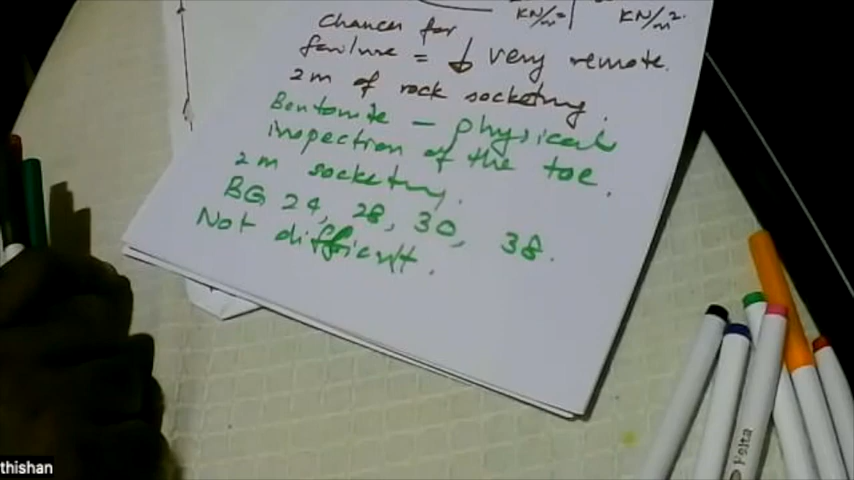 KN/m² KN/m²
Chances for
failure = ↓ very remote.
2m of rock socketing.
Bentonite – physical
inspection of the toe.
2m socketing.
BG 24, 28, 30, 38.
Not difficult.
Polta
thishan